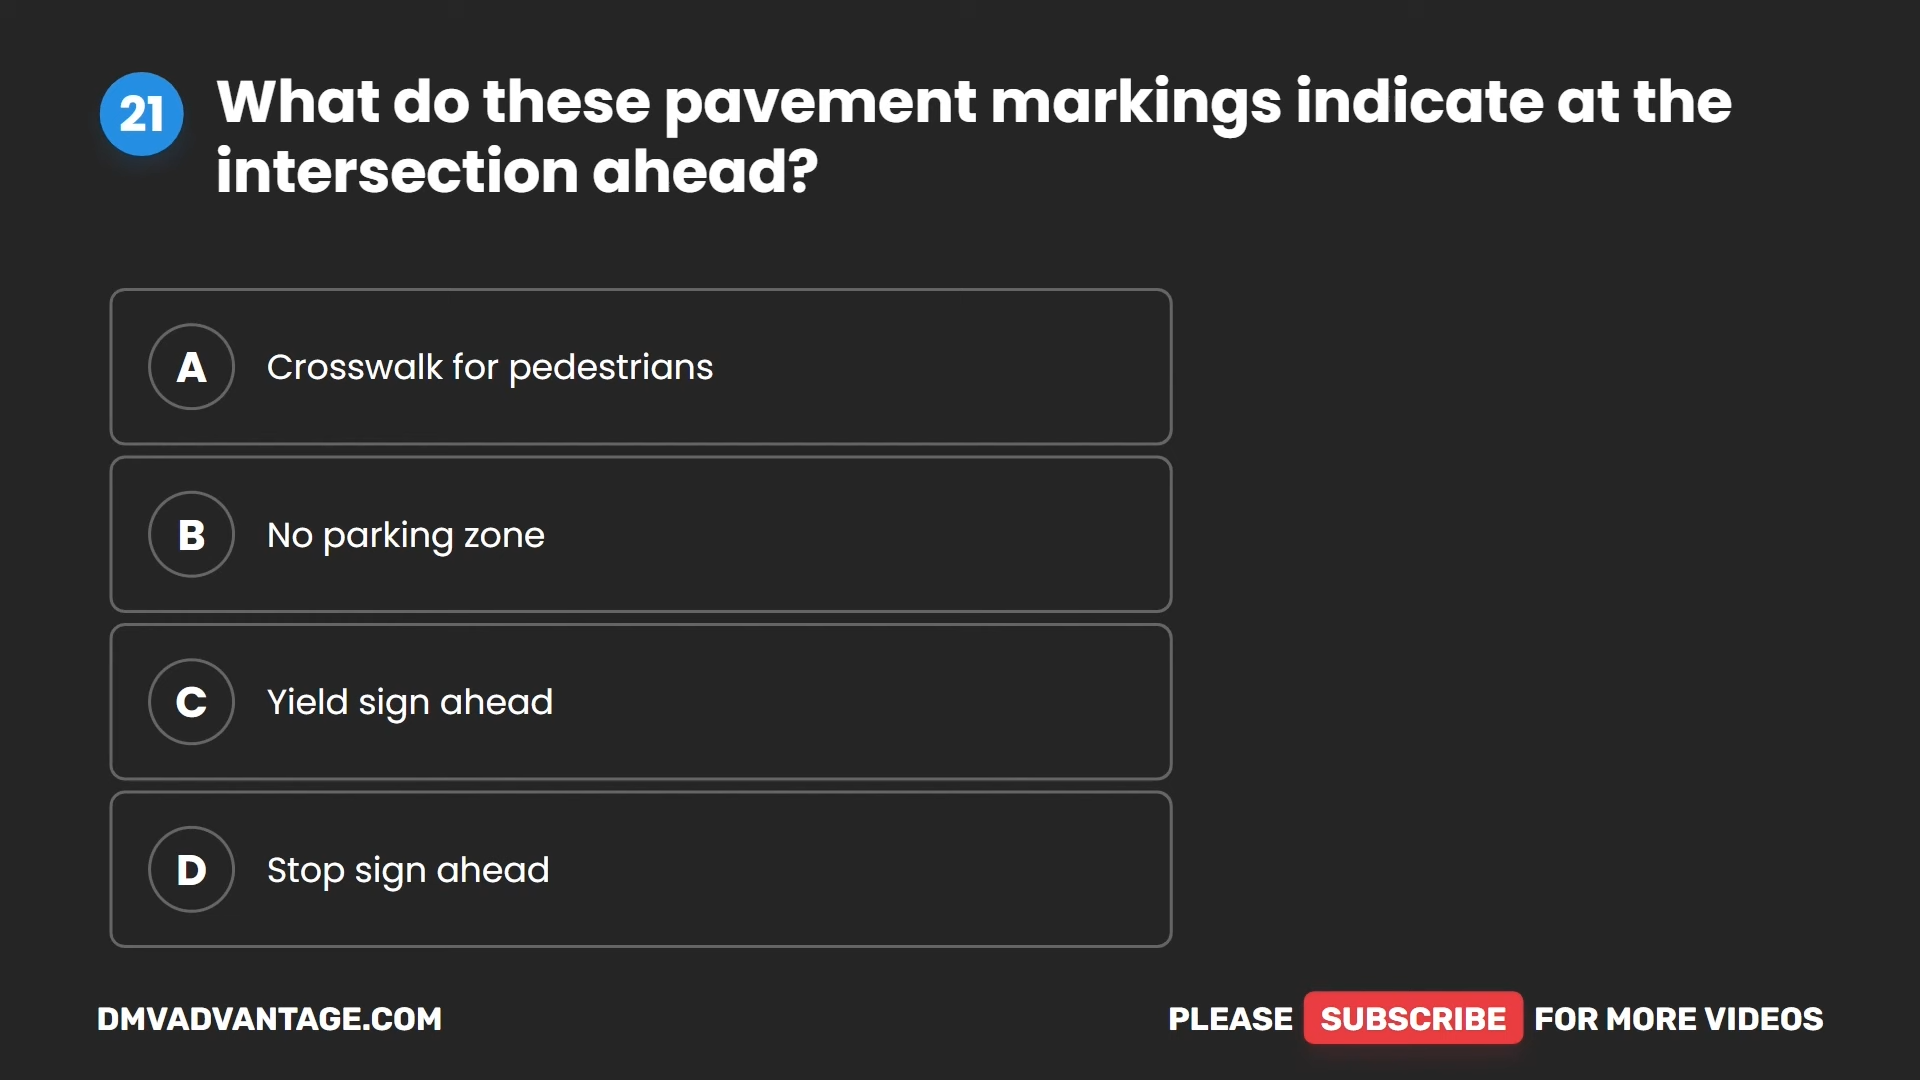 21
What do these pavement markings indicate at the
intersection ahead?
A
Crosswalk for pedestrians
B
No parking zone
C
Yield sign ahead
D
Stop sign ahead
DMVADVANTAGE.COM
PLEASE SUBSCRIBE FOR MORE VIDEOS